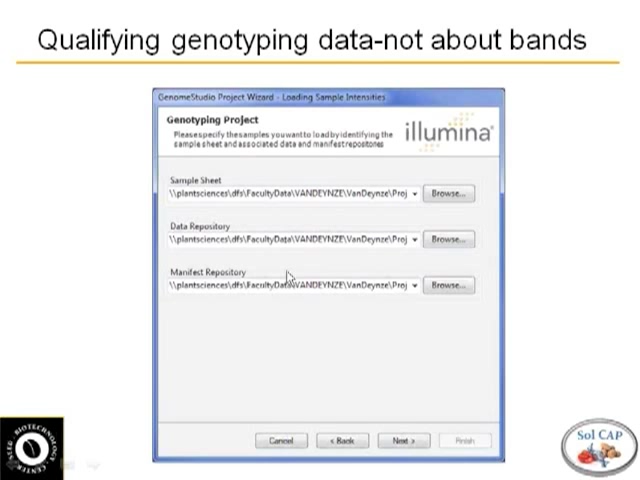 Qualifying genotyping data-not about bands
GenomeStudio Project Wizard - Loading Sample Intensities
Genotyping Project
Please specify the samples you want to load by identifying the
sample sheet and associated data and manifest repositories
illumina
Sample Sheet
\\plantsciences\dfs\FacultyData\VANDEYNZE\VanDeynze\Proj
Browse...
Data Repository
\\plantsciences\dfs\FacultyData\VANDEYNZE\VanDeynze\Proj
Browse...
Manifest Repository
\\plantsciences\dfs\FacultyData\VANDEYNZE\VanDeynze\Proj
Browse...
Cancel
< Back
Next >
Finish
SEED BIOTECHNOLOGY CENTER
Sol CAP